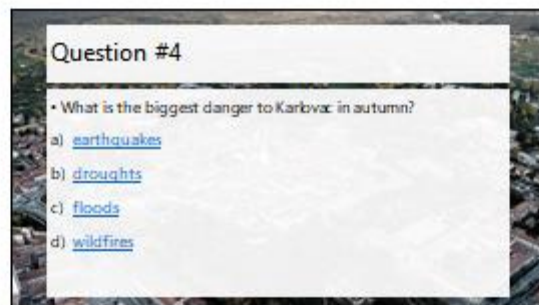 Question #4
• What is the biggest danger to Karlovac in autumn?
a) earthquakes
b) droughts
c) floods
d) wildfires